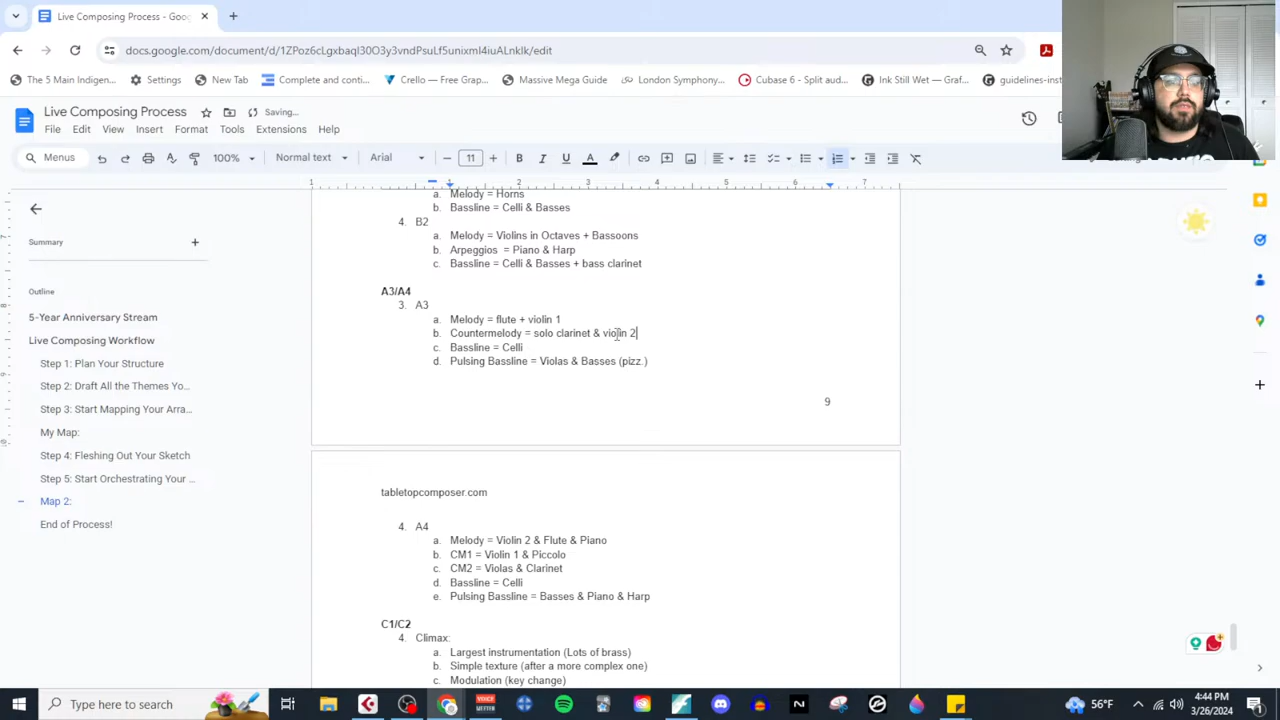 Live Composing Process - Goo
docs.google.com/document/d/1ZPoz6cLgxbaql30O3y3vndPsuLf5unixml4iuALnkIk/edit
The 5 Main Indigen...
Settings
New Tab
Complete and conti...
Crello — Free Grap...
Massive Mega Guide
London Symphony...
Cubase 6 - Split aud...
Ink Still Wet — Graf...
guidelines-inst
Live Composing Process
Saving...
File Edit View Insert Format Tools Extensions Help
Menus 100% Normal text Arial 11 B I U A
1 1 2 3 4 5 6 7
Summary
Outline
5-Year Anniversary Stream
Live Composing Workflow
Step 1: Plan Your Structure
Step 2: Draft All the Themes Yo...
Step 3: Start Mapping Your Arra...
My Map:
Step 4: Fleshing Out Your Sketch
Step 5: Start Orchestrating Your ...
Map 2:
End of Process!
a. Melody = Horns
b. Bassline = Celli & Basses
4. B2
a. Melody = Violins in Octaves + Bassoons
b. Arpeggios = Piano & Harp
c. Bassline = Celli & Basses + bass clarinet
A3/A4
3. A3
a. Melody = flute + violin 1
b. Countermelody = solo clarinet & violin 2
c. Bassline = Celli
d. Pulsing Bassline = Violas & Basses (pizz.)
9
tabletopcomposer.com
4. A4
a. Melody = Violin 2 & Flute & Piano
b. CM1 = Violin 1 & Piccolo
c. CM2 = Violas & Clarinet
d. Bassline = Celli
e. Pulsing Bassline = Basses & Piano & Harp
C1/C2
4. Climax:
a. Largest instrumentation (Lots of brass)
b. Simple texture (after a more complex one)
c. Modulation (key change)
Type here to search
56°F
4:44 PM
3/26/2024